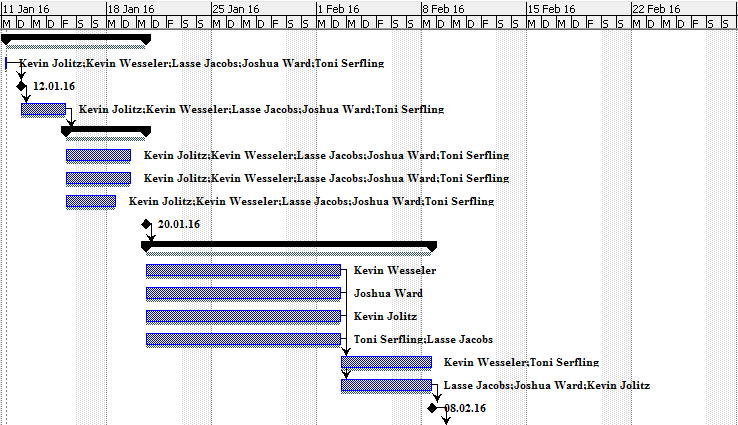 11 Jan 16 18 Jan 16 25 Jan 16 1 Feb 16 8 Feb 16 15 Feb 16 22 Feb 16
M D M D F S S M D M D F S S M D M D F S S M D M D F S S M D M D F S S M D M D F S S M D M D F S S
Kevin Jolitz;Kevin Wesseler;Lasse Jacobs;Joshua Ward;Toni Serfling
12.01.16
Kevin Jolitz;Kevin Wesseler;Lasse Jacobs;Joshua Ward;Toni Serfling
Kevin Jolitz;Kevin Wesseler;Lasse Jacobs;Joshua Ward;Toni Serfling
Kevin Jolitz;Kevin Wesseler;Lasse Jacobs;Joshua Ward;Toni Serfling
Kevin Jolitz;Kevin Wesseler;Lasse Jacobs;Joshua Ward;Toni Serfling
20.01.16
Kevin Wesseler
Joshua Ward
Kevin Jolitz
Toni Serfling;Lasse Jacobs
Kevin Wesseler;Toni Serfling
Lasse Jacobs;Joshua Ward;Kevin Jolitz
08.02.16